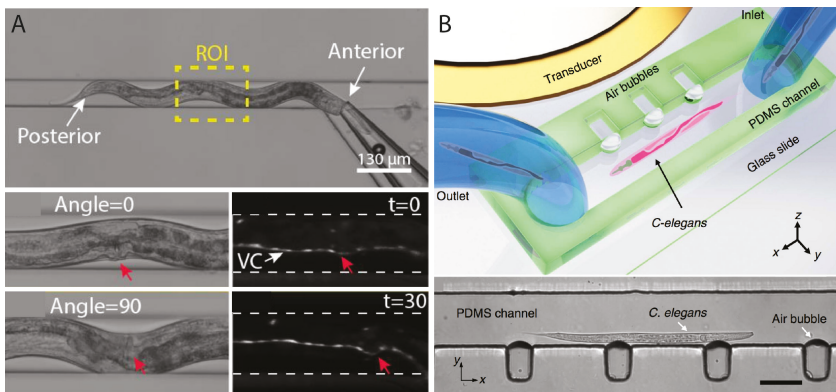 A
ROI
Anterior
Posterior
130 µm
Angle=0
t=0
VC
Angle=90
t=30
B
Inlet
Transducer
Air bubbles
PDMS channel
Glass slide
Outlet
C-elegans
z
x
y
PDMS channel
C. elegans
Air bubble
y
x